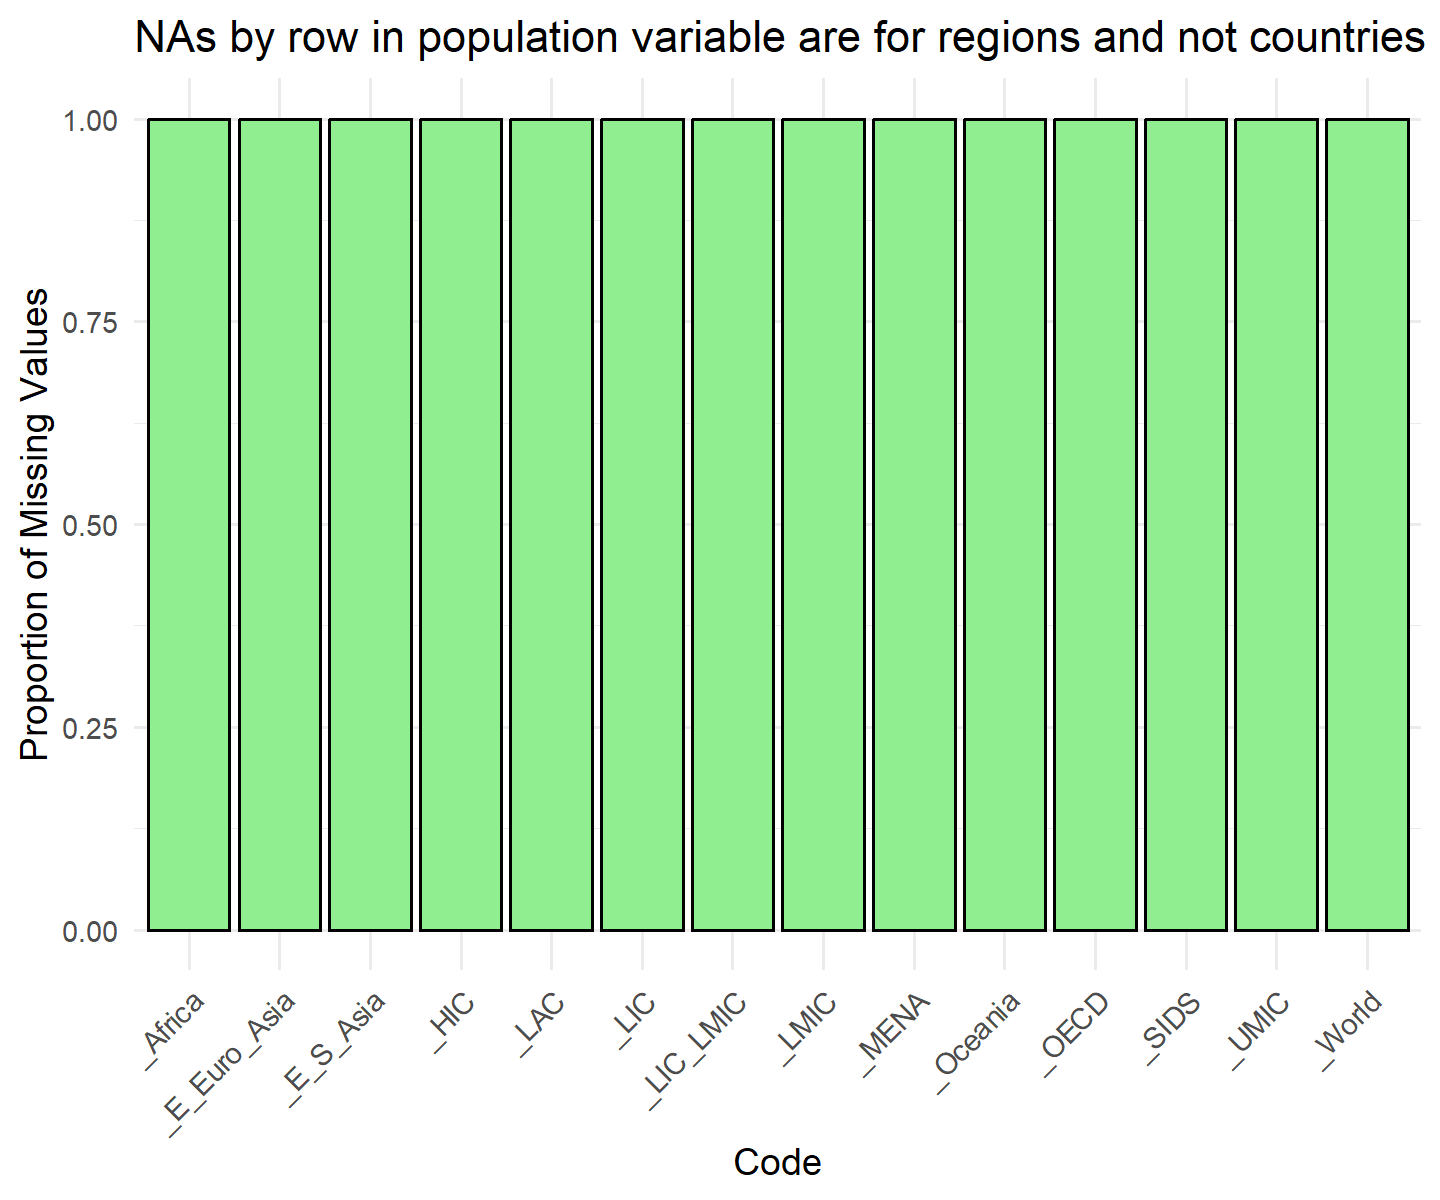 NAs by row in population variable are for regions and not countries
Proportion of Missing Values
1.00
0.75
0.50
0.25
0.00
_Africa
_E_Euro_Asia
_E_S_Asia
_HIC
_LAC
_LIC
_LIC_LMIC
_LMIC
_MENA
_Oceania
_OECD
_SIDS
_UMIC
_World
Code